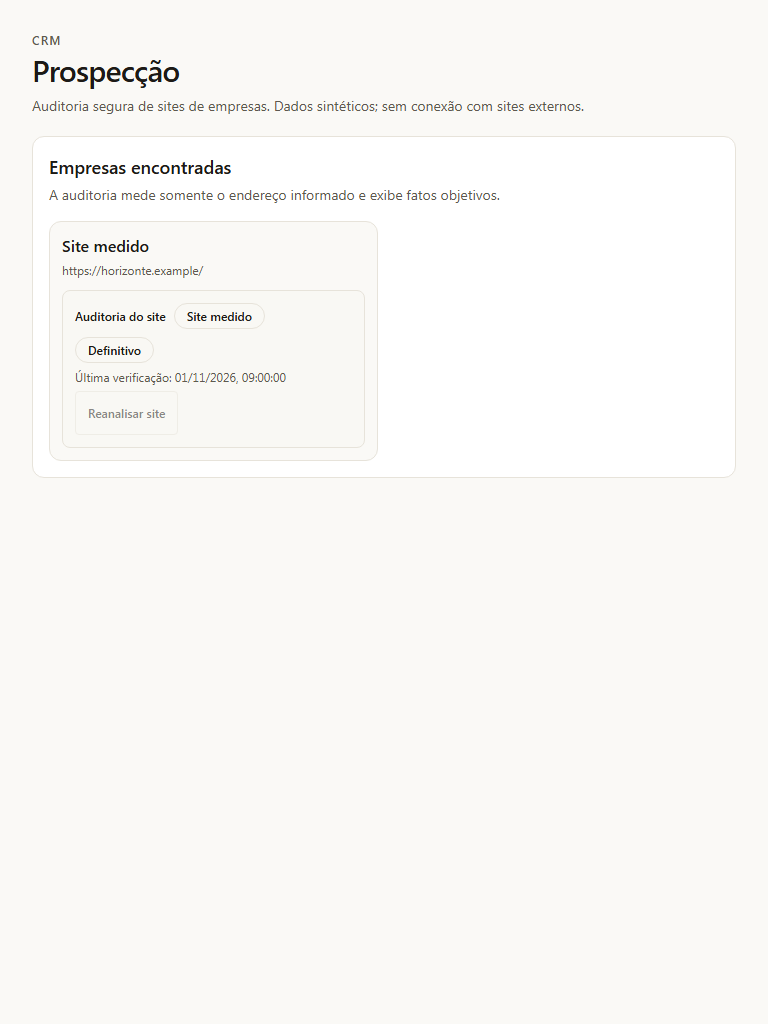 CRM
Prospecção
Auditoria segura de sites de empresas. Dados sintéticos; sem conexão com sites externos.
Empresas encontradas
A auditoria mede somente o endereço informado e exibe fatos objetivos.
Site medido
https://horizonte.example/
Auditoria do site Site medido
Definitivo
Última verificação: 01/11/2026, 09:00:00
Reanalisar site